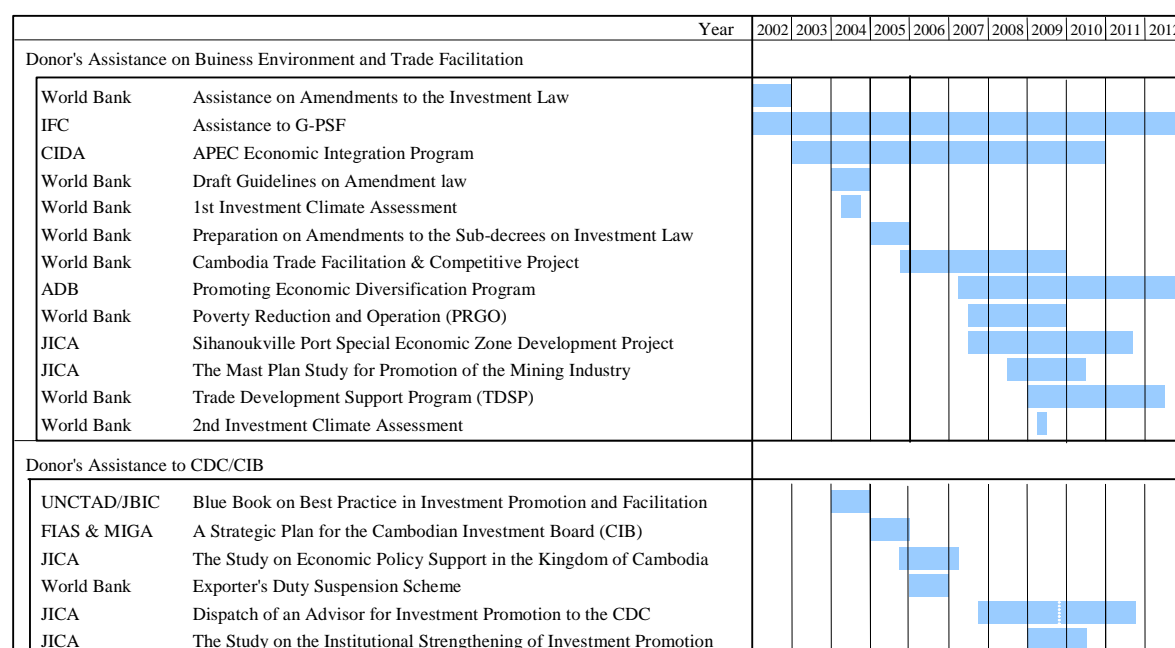 Year 2002 2003 2004 2005 2006 2007 2008 2009 2010 2011 2012
Donor's Assistance on Buiness Environment and Trade Facilitation
World Bank Assistance on Amendments to the Investment Law
IFC Assistance to G-PSF
CIDA APEC Economic Integration Program
World Bank Draft Guidelines on Amendment law
World Bank 1st Investment Climate Assessment
World Bank Preparation on Amendments to the Sub-decrees on Investment Law
World Bank Cambodia Trade Facilitation & Competitive Project
ADB Promoting Economic Diversification Program
World Bank Poverty Reduction and Operation (PRGO)
JICA Sihanoukville Port Special Economic Zone Development Project
JICA The Mast Plan Study for Promotion of the Mining Industry
World Bank Trade Development Support Program (TDSP)
World Bank 2nd Investment Climate Assessment
Donor's Assistance to CDC/CIB
UNCTAD/JBIC Blue Book on Best Practice in Investment Promotion and Facilitation
FIAS & MIGA A Strategic Plan for the Cambodian Investment Board (CIB)
JICA The Study on Economic Policy Support in the Kingdom of Cambodia
World Bank Exporter's Duty Suspension Scheme
JICA Dispatch of an Advisor for Investment Promotion to the CDC
JICA The Study on the Institutional Strengthening of Investment Promotion